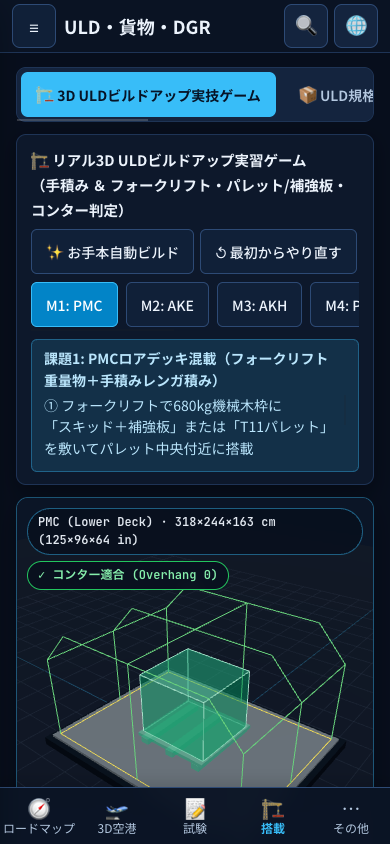 ≡ ULD・貨物・DGR
3D ULDビルドアップ実技ゲーム
ULD規格
リアル3D ULDビルドアップ実習ゲーム
（手積み ＆ フォークリフト・パレット/補強板・
コンター判定）
お手本自動ビルド
↺ 最初からやり直す
M1: PMC
M2: AKE
M3: AKH
M4: P
課題1: PMCロアデッキ混載（フォークリフト
重量物＋手積みレンガ積み）
① フォークリフトで680kg機械木枠に
「スキッド＋補強板」または「T11パレット」
を敷いてパレット中央付近に搭載
PMC (Lower Deck) · 318×244×163 cm
(125×96×64 in)
✓ コンター適合 (Overhang 0)
ロードマップ
3D空港
試験
搭載
その他